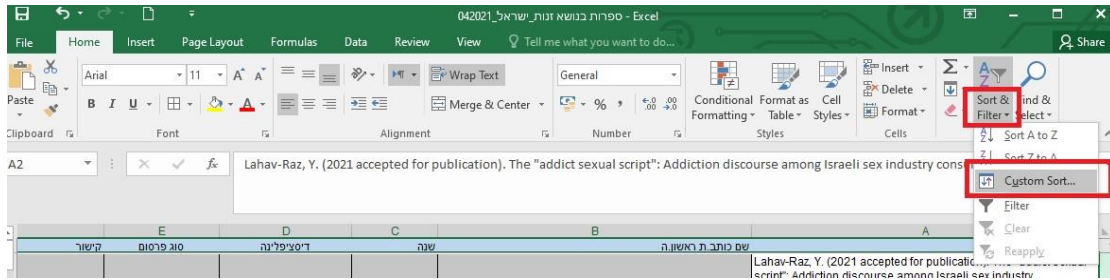 ספרות בנושא זנות_ישראל_042021 - Excel
File Home Insert Page Layout Formulas Data Review View Tell me what you want to do... Share
Paste
Arial 11
Wrap Text
General
Insert
B I U
Merge & Center
% , .00
Conditional Formatting
Format as Table
Cell Styles
Delete
Format
Sort & Filter
Find & Select
Clipboard Font Alignment Number Styles Cells
Sort A to Z
Sort Z to A
Custom Sort...
Filter
Clear
Reapply
A2 fx Lahav-Raz, Y. (2021 accepted for publication). The "addict sexual script": Addiction discourse among Israeli sex industry
E D C B A
קישור סוג פרסום דיסציפלינה שנה שם כותב.ת ראשון.ה
Lahav-Raz, Y. (2021 accepted for
script": Addiction discourse among Israeli sex industry